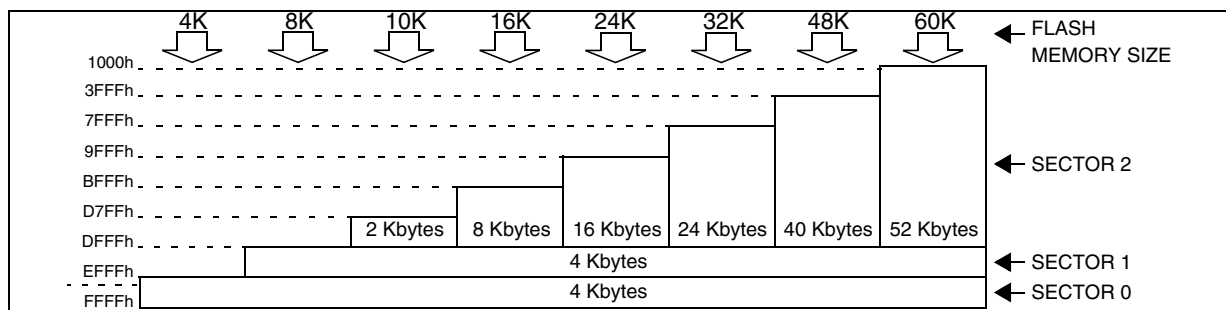 4K 8K 10K 16K 24K 32K 48K 60K
FLASH
MEMORY SIZE
1000h
3FFFh
7FFFh
9FFFh
SECTOR 2
BFFFh
D7FFh
2 Kbytes 8 Kbytes 16 Kbytes 24 Kbytes 40 Kbytes 52 Kbytes
DFFFh
4 Kbytes
SECTOR 1
EFFFh
4 Kbytes
SECTOR 0
FFFFh